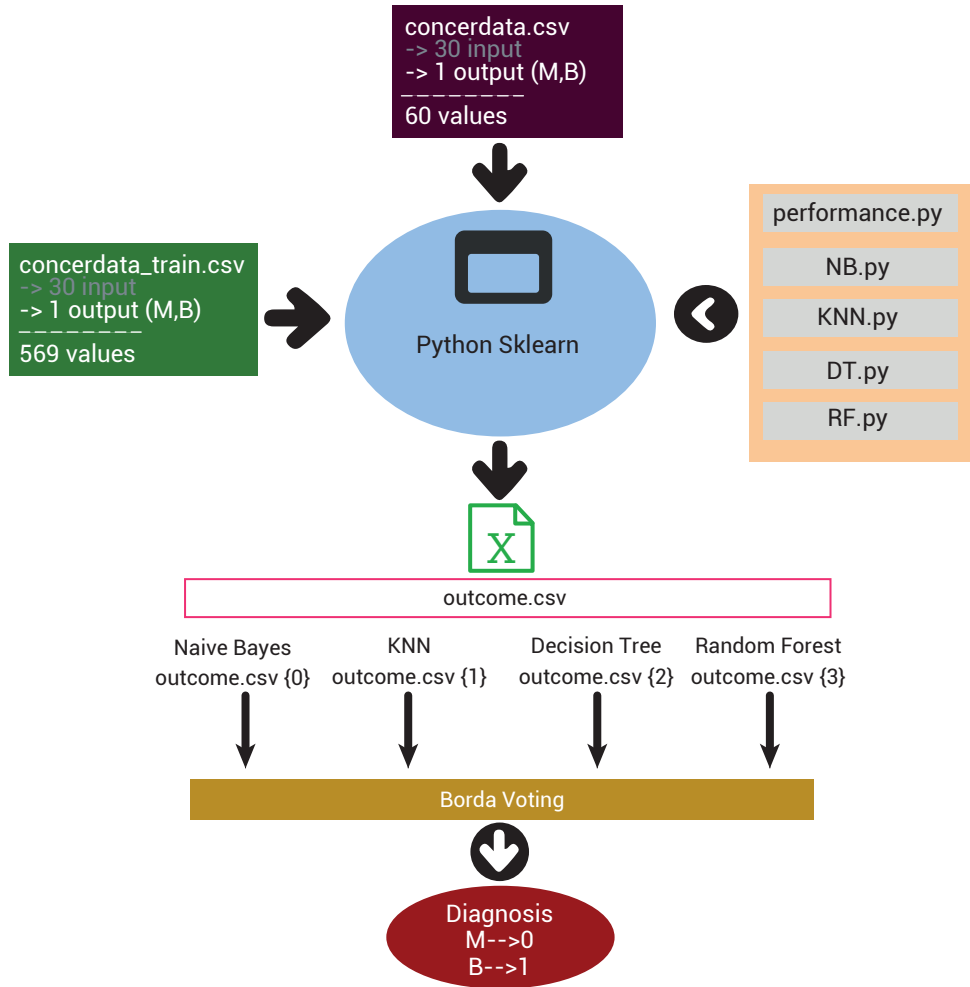 concerdata.csv
-> 30 input
-> 1 output (M,B)
_ _ _ _ _ _ _ _
60 values
concerdata_train.csv
-> 30 input
-> 1 output (M,B)
_ _ _ _ _ _ _ _
569 values
Python Sklearn
performance.py
NB.py
KNN.py
DT.py
RF.py
X
outcome.csv
Naive Bayes
outcome.csv {0}
KNN
outcome.csv {1}
Decision Tree
outcome.csv {2}
Random Forest
outcome.csv {3}
Borda Voting
Diagnosis
M-->0
B-->1